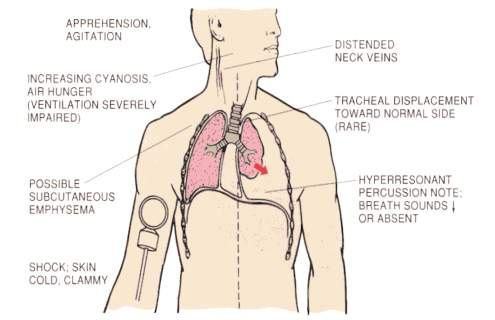 APPREHENSION,
AGITATION
DISTENDED
NECK VEINS
INCREASING CYANOSIS,
AIR HUNGER
(VENTILATION SEVERELY
IMPAIRED)
TRACHEAL DISPLACEMENT
TOWARD NORMAL SIDE
(RARE)
POSSIBLE
SUBCUTANEOUS
EMPHYSEMA
HYPERRESONANT
PERCUSSION NOTE;
BREATH SOUNDS ↓
OR ABSENT
SHOCK; SKIN
COLD, CLAMMY